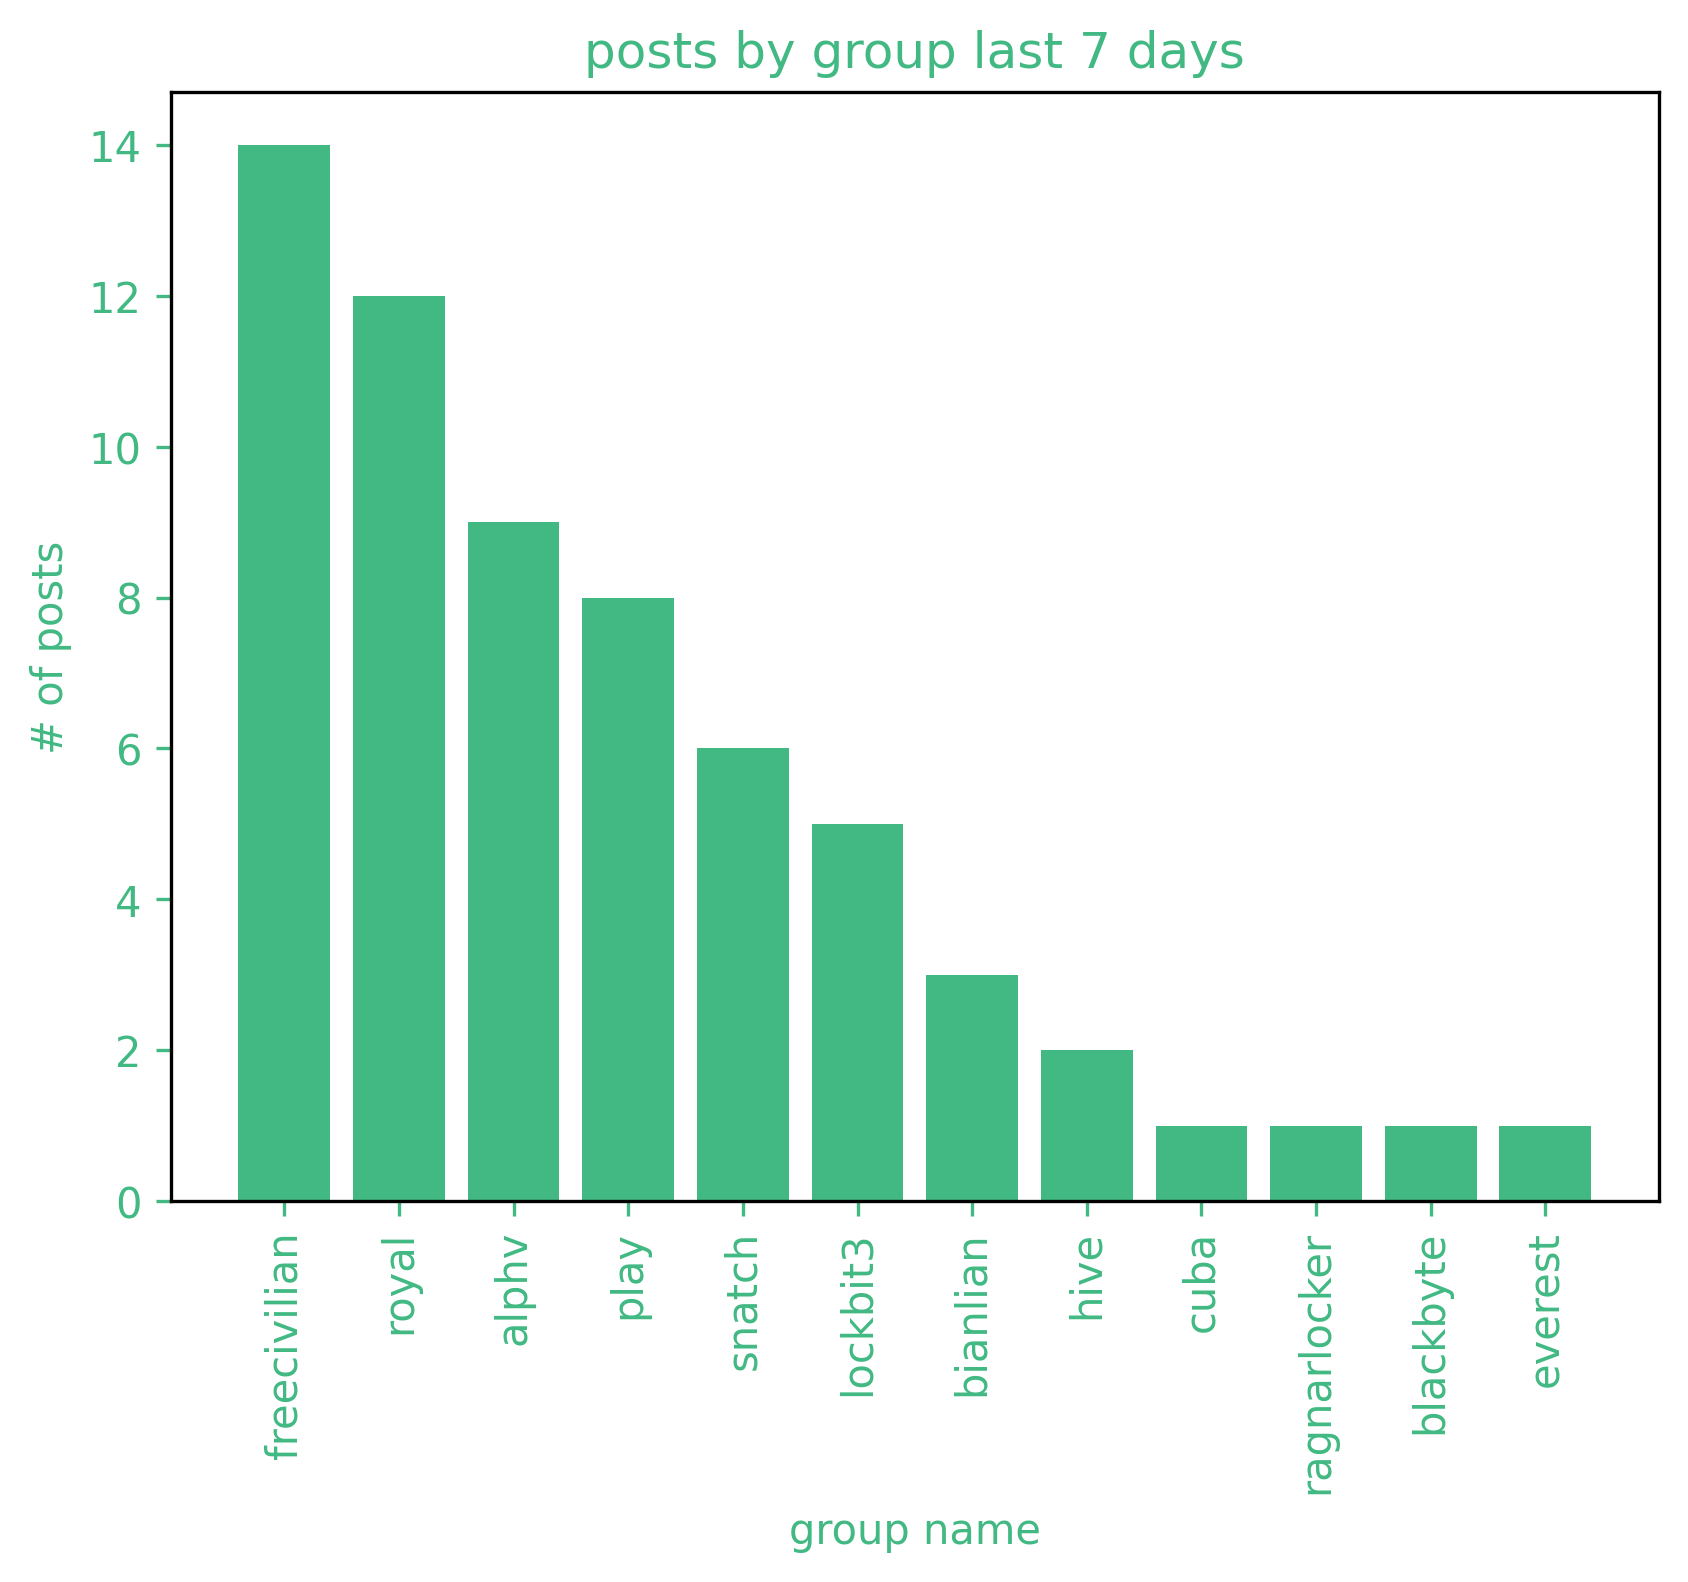 posts by group last 7 days
# of posts
14
12
10
8
6
4
2
0
freecivilian
royal
alphv
play
snatch
lockbit3
bianlian
hive
cuba
ragnarlocker
blackbyte
everest
group name